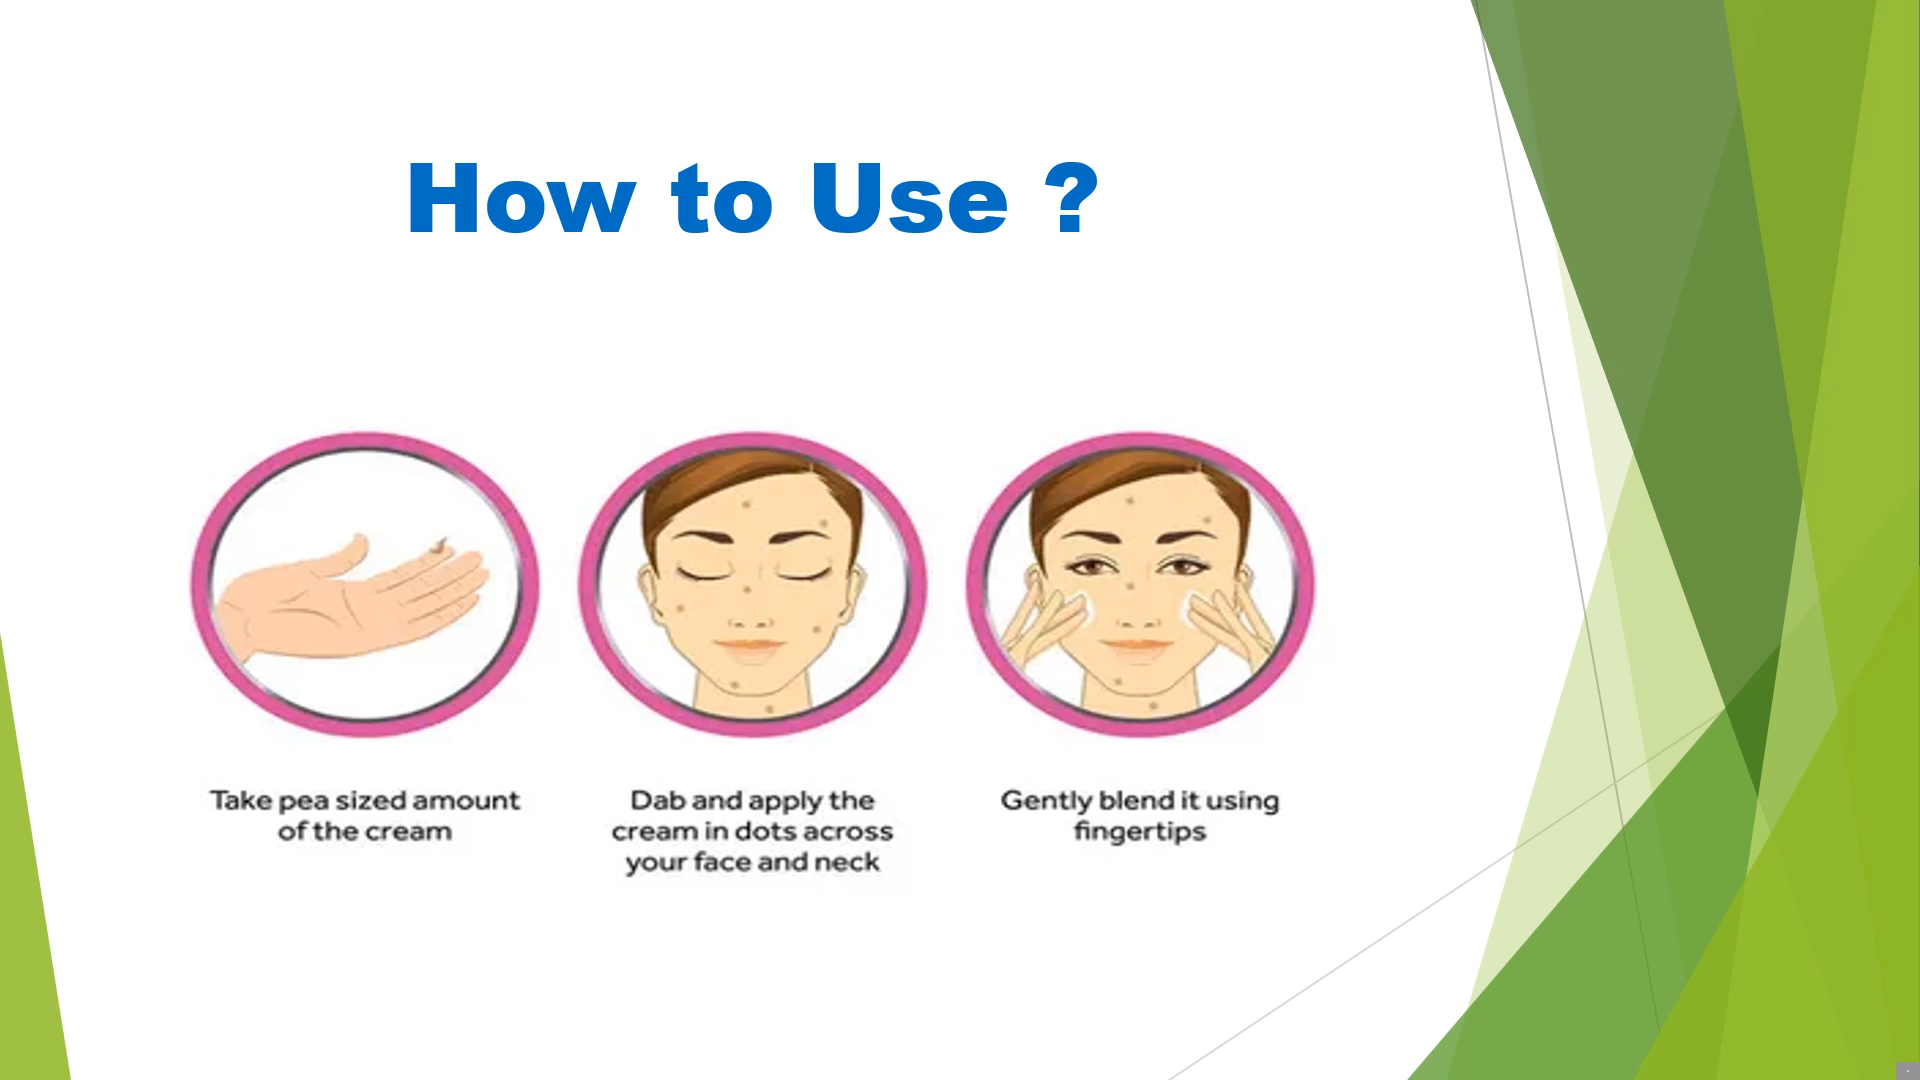 How to Use ?
Take pea sized amount
of the cream
Dab and apply the
cream in dots across
your face and neck
Gently blend it using
fingertips